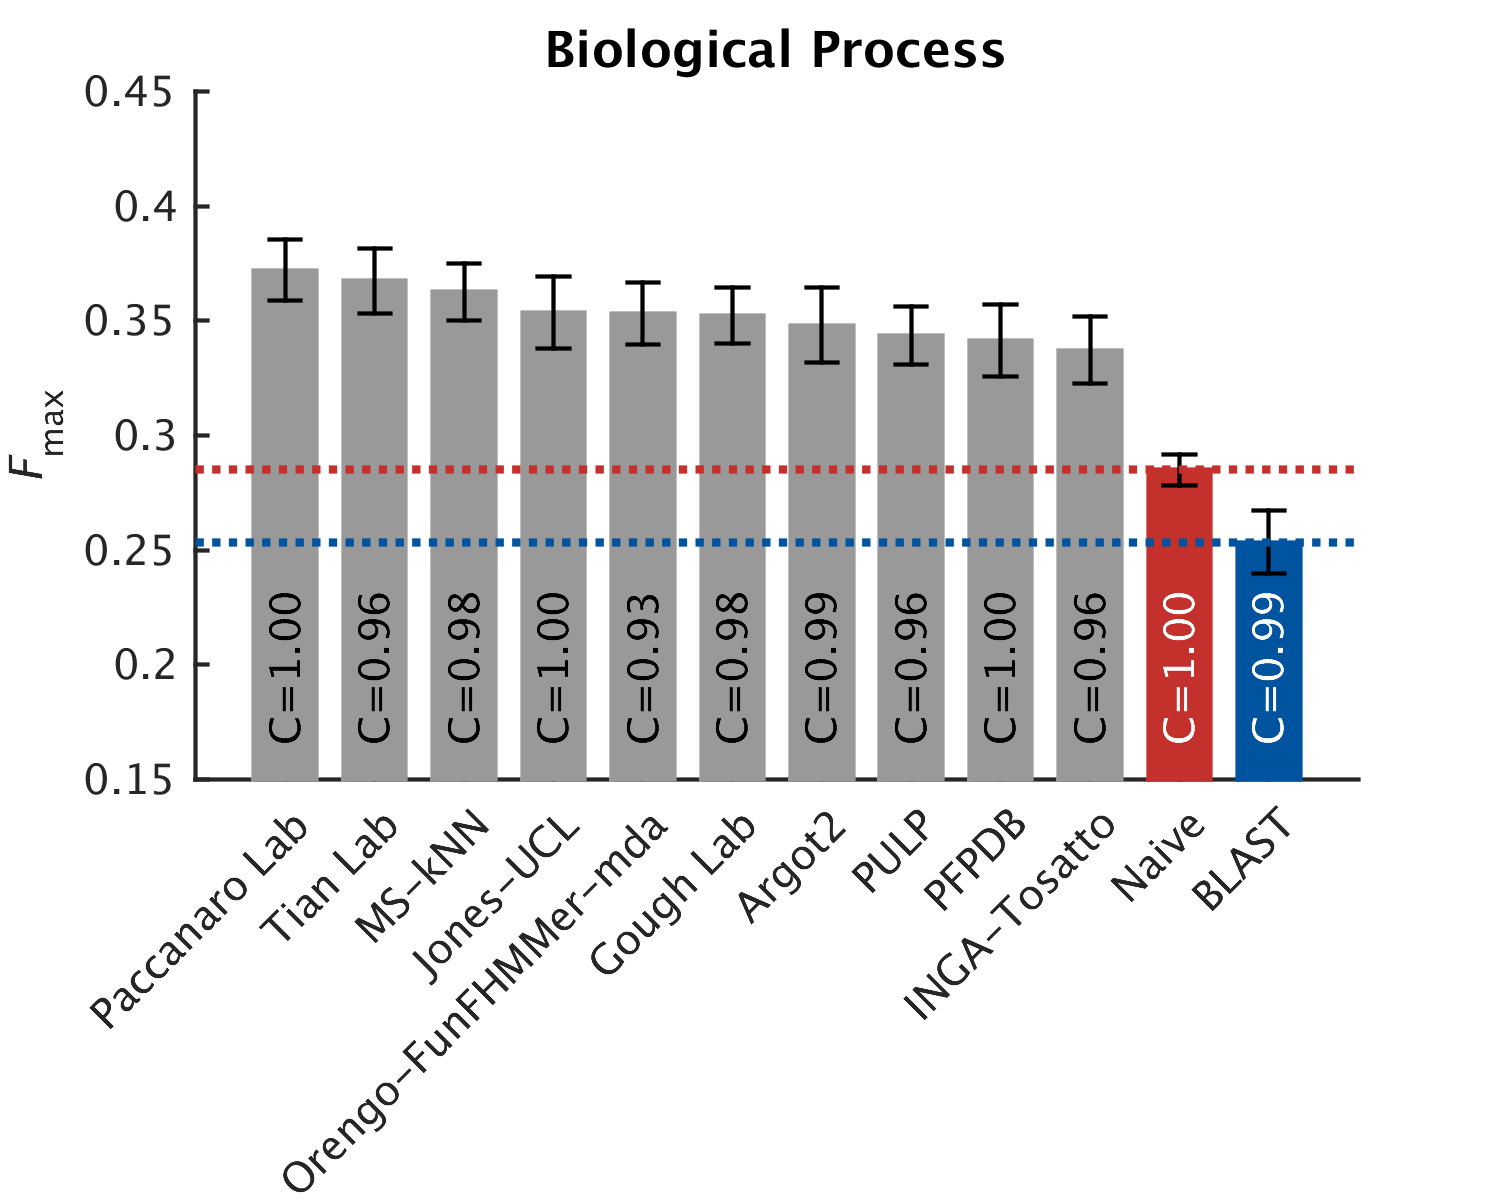 Biological Process
0.45
0.4
0.35
0.3
0.25
0.2
0.15
Fmax
C=1.00
C=0.96
C=0.98
C=1.00
C=0.93
C=0.98
C=0.99
C=0.96
C=1.00
C=0.96
C=1.00
C=0.99
Paccanaro Lab
Tian Lab
MS-kNN
Jones-UCL
Orengo-FunFHMMer-mda
Gough Lab
Argot2
PULP
PFPDB
INGA-Tosatto
Naive
BLAST